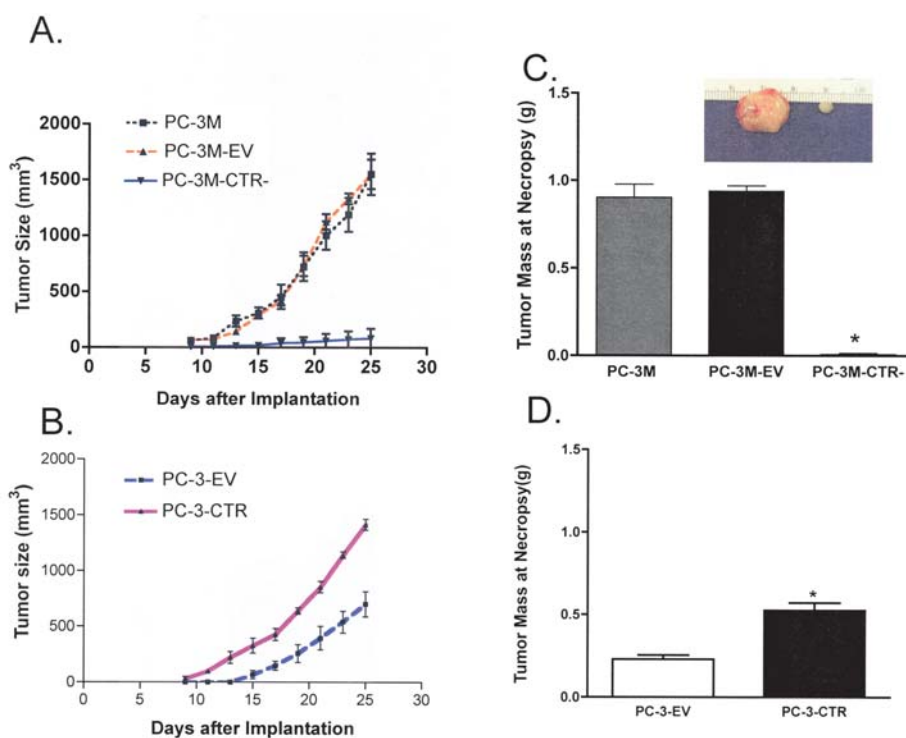 A.
Tumor Size (mm³)
2000
1500
1000
500
0
PC-3M
PC-3M-EV
PC-3M-CTR-
0 5 10 15 20 25 30
Days after Implantation
B.
Tumor size (mm³)
2000
1500
1000
500
0
PC-3-EV
PC-3-CTR
0 5 10 15 20 25 30
Days after Implantation
C.
Tumor Mass at Necropsy (g)
1.5
1.0
0.5
0.0
*
PC-3M PC-3M-EV PC-3M-CTR-
D.
Tumor Mass at Necropsy(g)
1.5
1.0
0.5
0.0
*
PC-3-EV PC-3-CTR